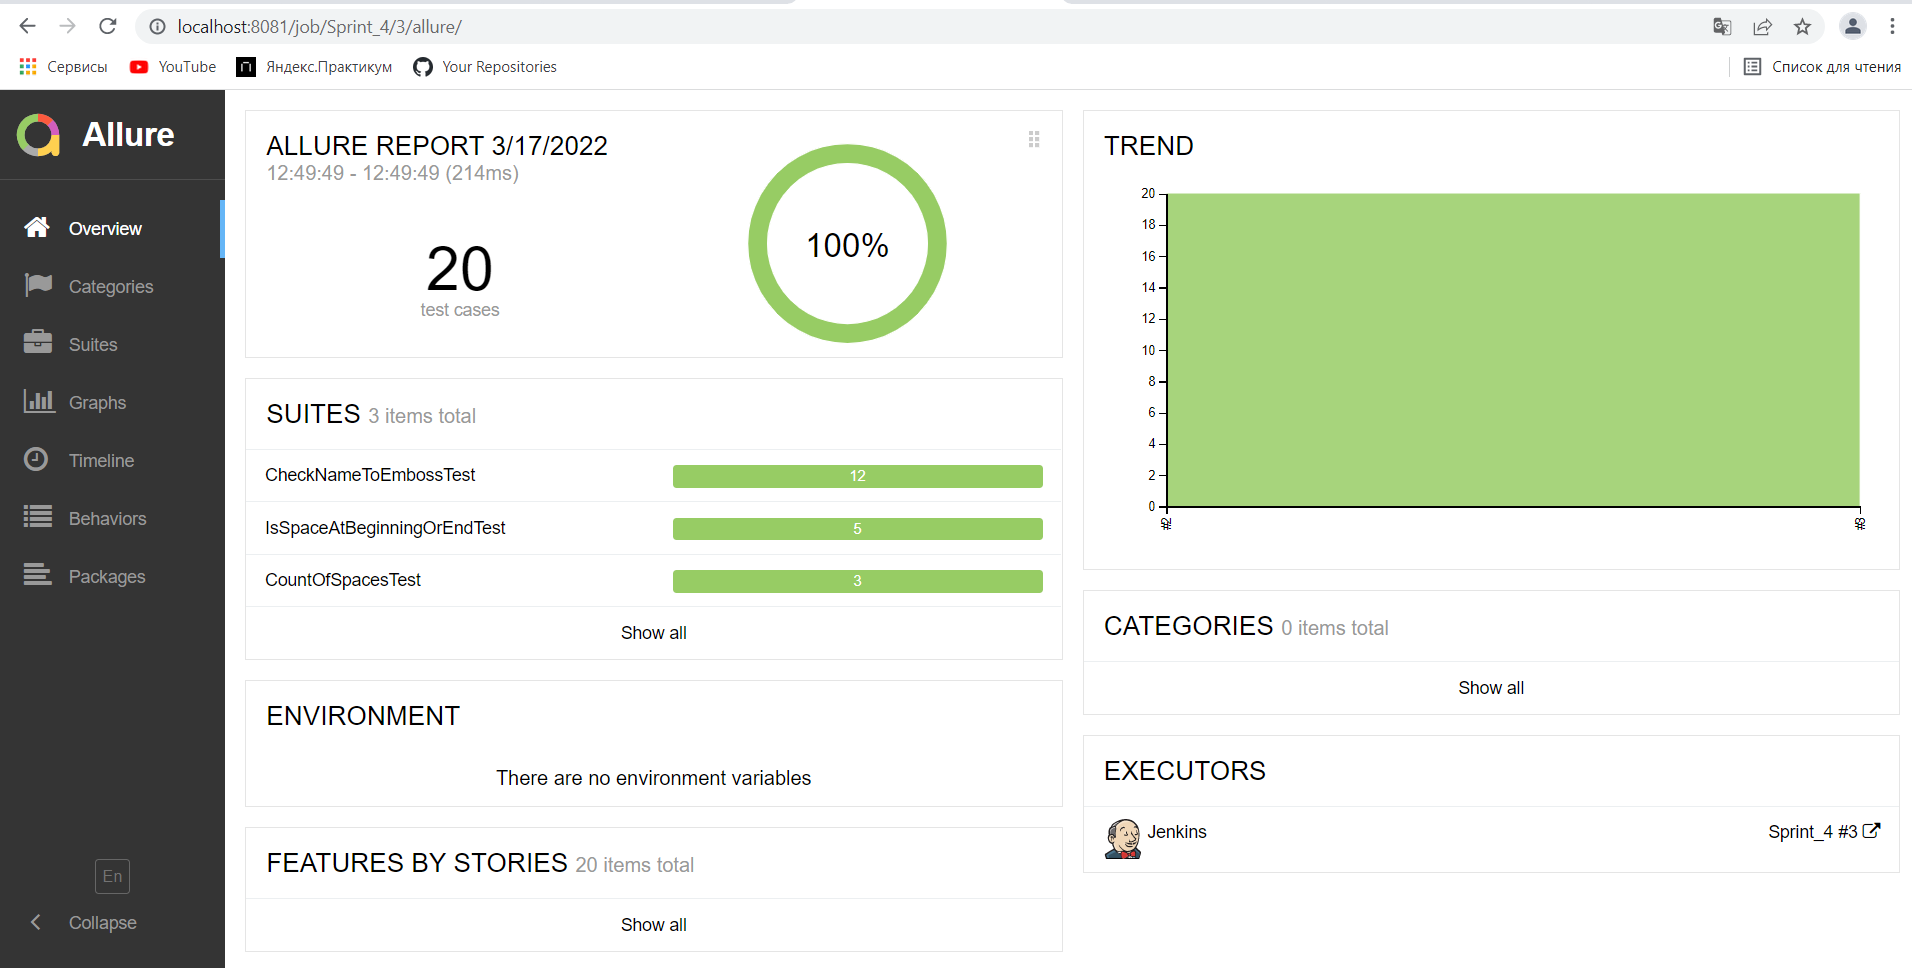 localhost:8081/job/Sprint_4/3/allure/
Сервисы
YouTube
Яндекс.Практикум
Your Repositories
Список для чтения
Allure
Overview
Categories
Suites
Graphs
Timeline
Behaviors
Packages
En
Collapse
ALLURE REPORT 3/17/2022
12:49:49 - 12:49:49 (214ms)
20
test cases
100%
SUITES 3 items total
CheckNameToEmbossTest 12
IsSpaceAtBeginningOrEndTest 5
CountOfSpacesTest 3
Show all
ENVIRONMENT
There are no environment variables
FEATURES BY STORIES 20 items total
Show all
TREND
20
18
16
14
12
10
8
6
4
2
0
#2
#3
CATEGORIES 0 items total
Show all
EXECUTORS
Jenkins
Sprint_4 #3